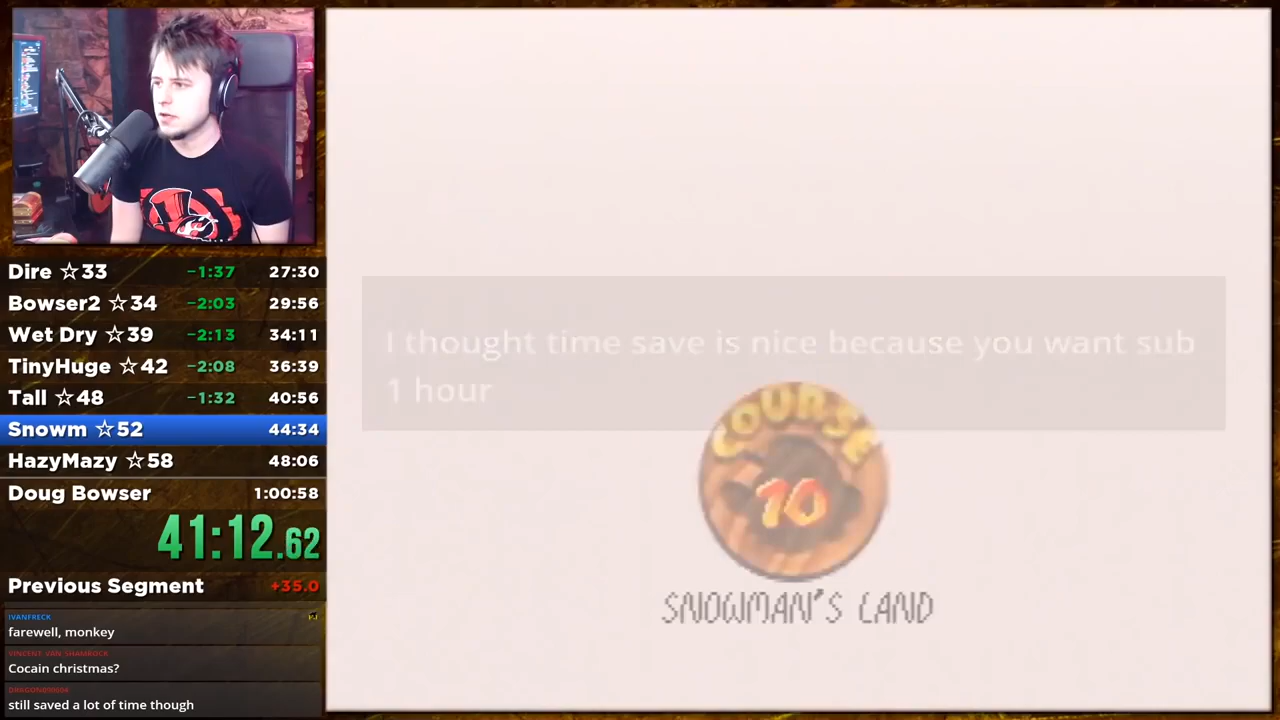 Dire ☆33 -1:37 27:30
Bowser2 ☆34 -2:03 29:56
Wet Dry ☆39 -2:13 34:11
TinyHuge ☆42 -2:08 36:39
Tall ☆48 -1:32 40:56
Snowm ☆52 44:34
HazyMazy ☆58 48:06
Doug Bowser 1:00:58
41:12.62
Previous Segment +35.0
IVANFRECK
farewell, monkey
VINCENT VAN SHAMROCK
Cocain christmas?
still saved a lot of time though
I thought time save is nice because you want sub
1 hour
COURSE
10
SNOWMAN'S LAND